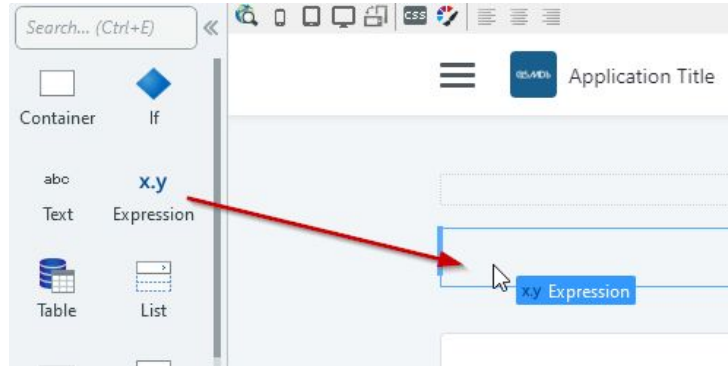 Search... (Ctrl+E)
css
Application Title
Container
If
abc
x.y
Text
Expression
Table
List
x.y Expression